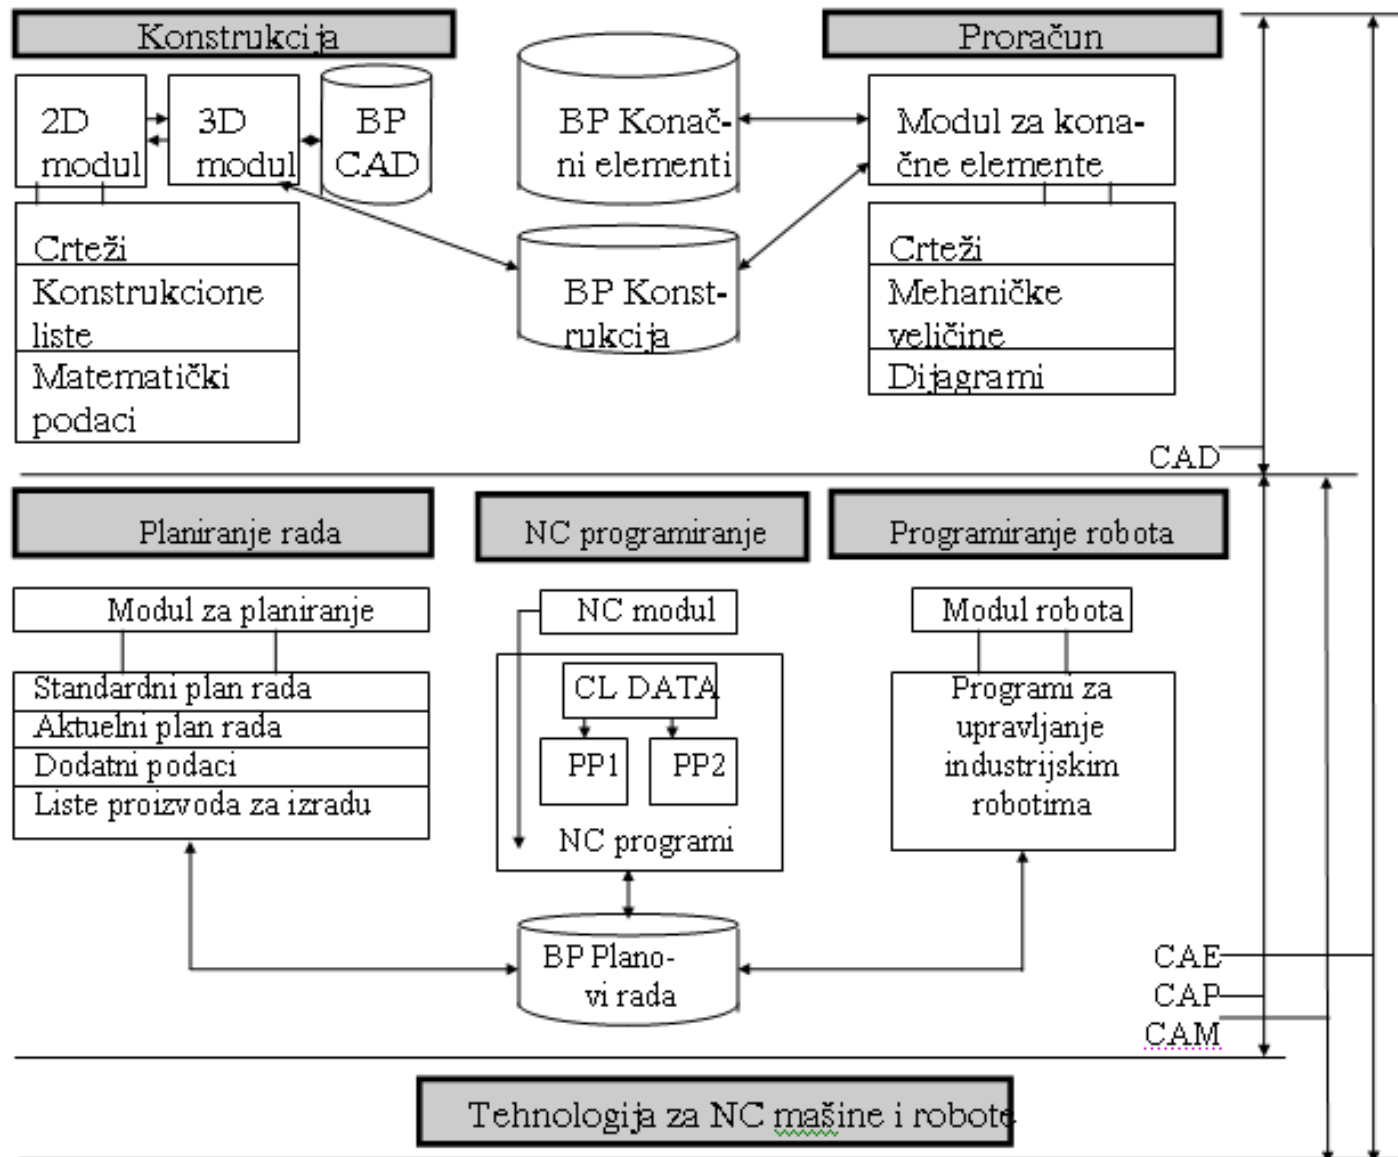 Konstrukcija
Proračun
2D
modul
3D
modul
BP
CAD
BP Konač-
ni elementi
Modul za kona-
čne elemente
Crteži
Konstrukcione
liste
Matematički
podaci
BP Konst-
rukcija
Crteži
Mehaničke
veličine
Dijagrami
CAD
Planiranje rada
NC programiranje
Programiranje robota
Modul za planiranje
NC modul
Modul robota
Standardni plan rada
Aktuelni plan rada
Dodatni podaci
Liste proizvoda za izradu
CL DATA
PP1
PP2
NC programi
Programi za
upravljanje
industrijskim
robotima
BP Plano-
vi rada
CAE
CAP
CAM
Tehnologija za NC mašine i robote